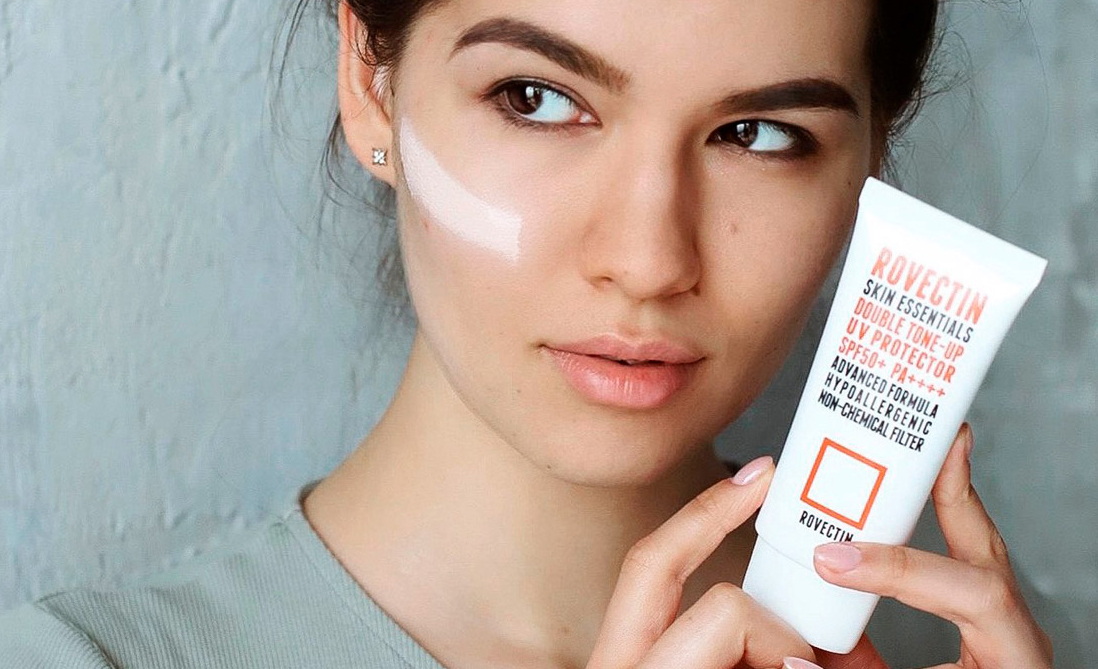 ROVECTIN
SKIN ESSENTIALS
DOUBLE TONE-UP
UV PROTECTOR
SPF50+ PA++++
ADVANCED FORMULA
HYPOALLERGENIC
NON-CHEMICAL FILTER
ROVECTIN